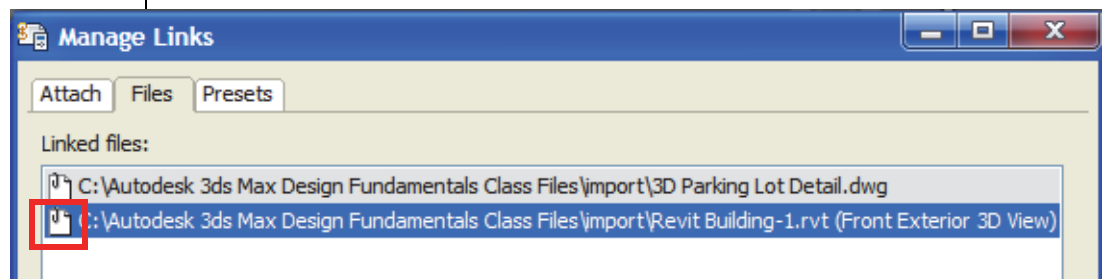 Manage Links
Attach Files Presets
Linked files:
C:\Autodesk 3ds Max Design Fundamentals Class Files\import\3D Parking Lot Detail.dwg
C:\Autodesk 3ds Max Design Fundamentals Class Files\import\Revit Building-1.rvt (Front Exterior 3D View)